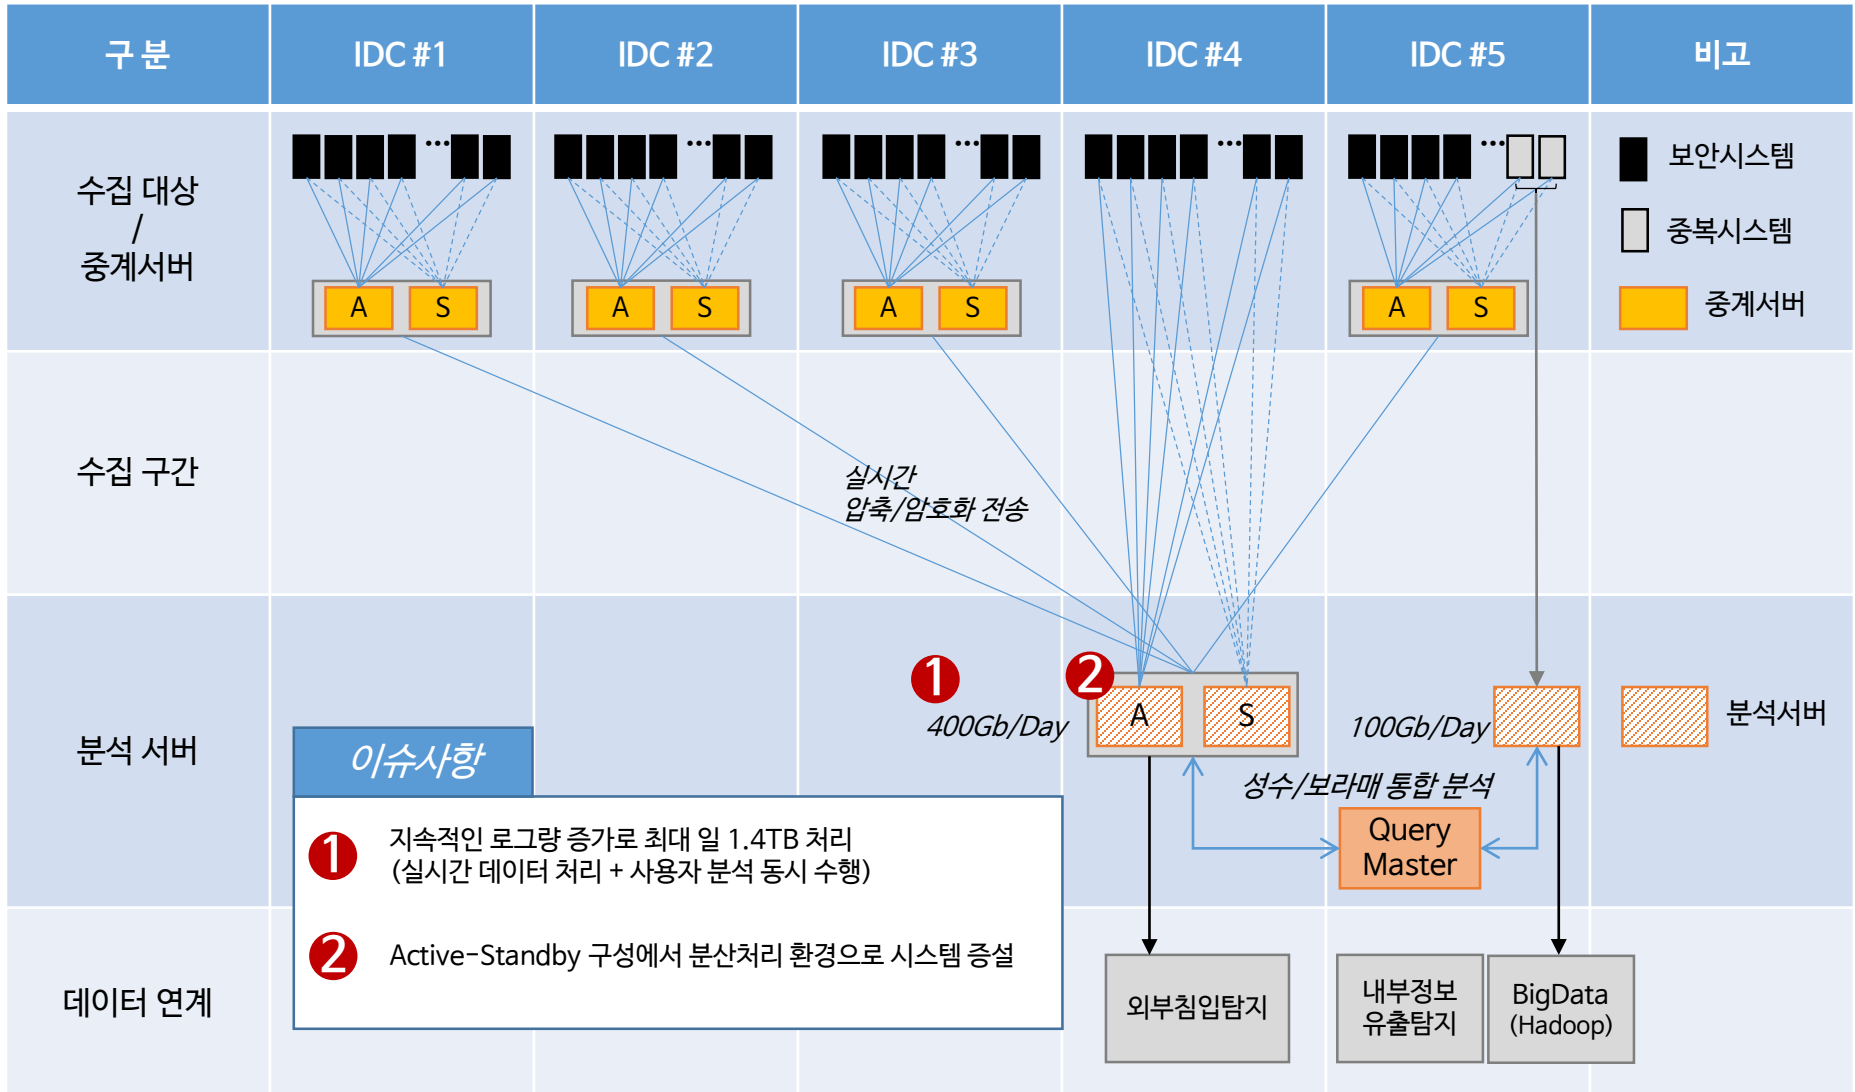 구 분
IDC #1
IDC #2
IDC #3
IDC #4
IDC #5
비고
수집 대상
/
중계서버
...
...
...
...
...
A
S
A
S
A
S
A
S
보안시스템
중복시스템
중계서버
수집 구간
실시간
압축/암호화 전송
분석 서버
1
400Gb/Day
2
A
S
100Gb/Day
분석서버
성수/보라매 통합 분석
Query
Master
이슈사항
1
지속적인 로그량 증가로 최대 일 1.4TB 처리
(실시간 데이터 처리 + 사용자 분석 동시 수행)
2
Active-Standby 구성에서 분산처리 환경으로 시스템 증설
데이터 연계
외부침입탐지
내부정보
유출탐지
BigData
(Hadoop)